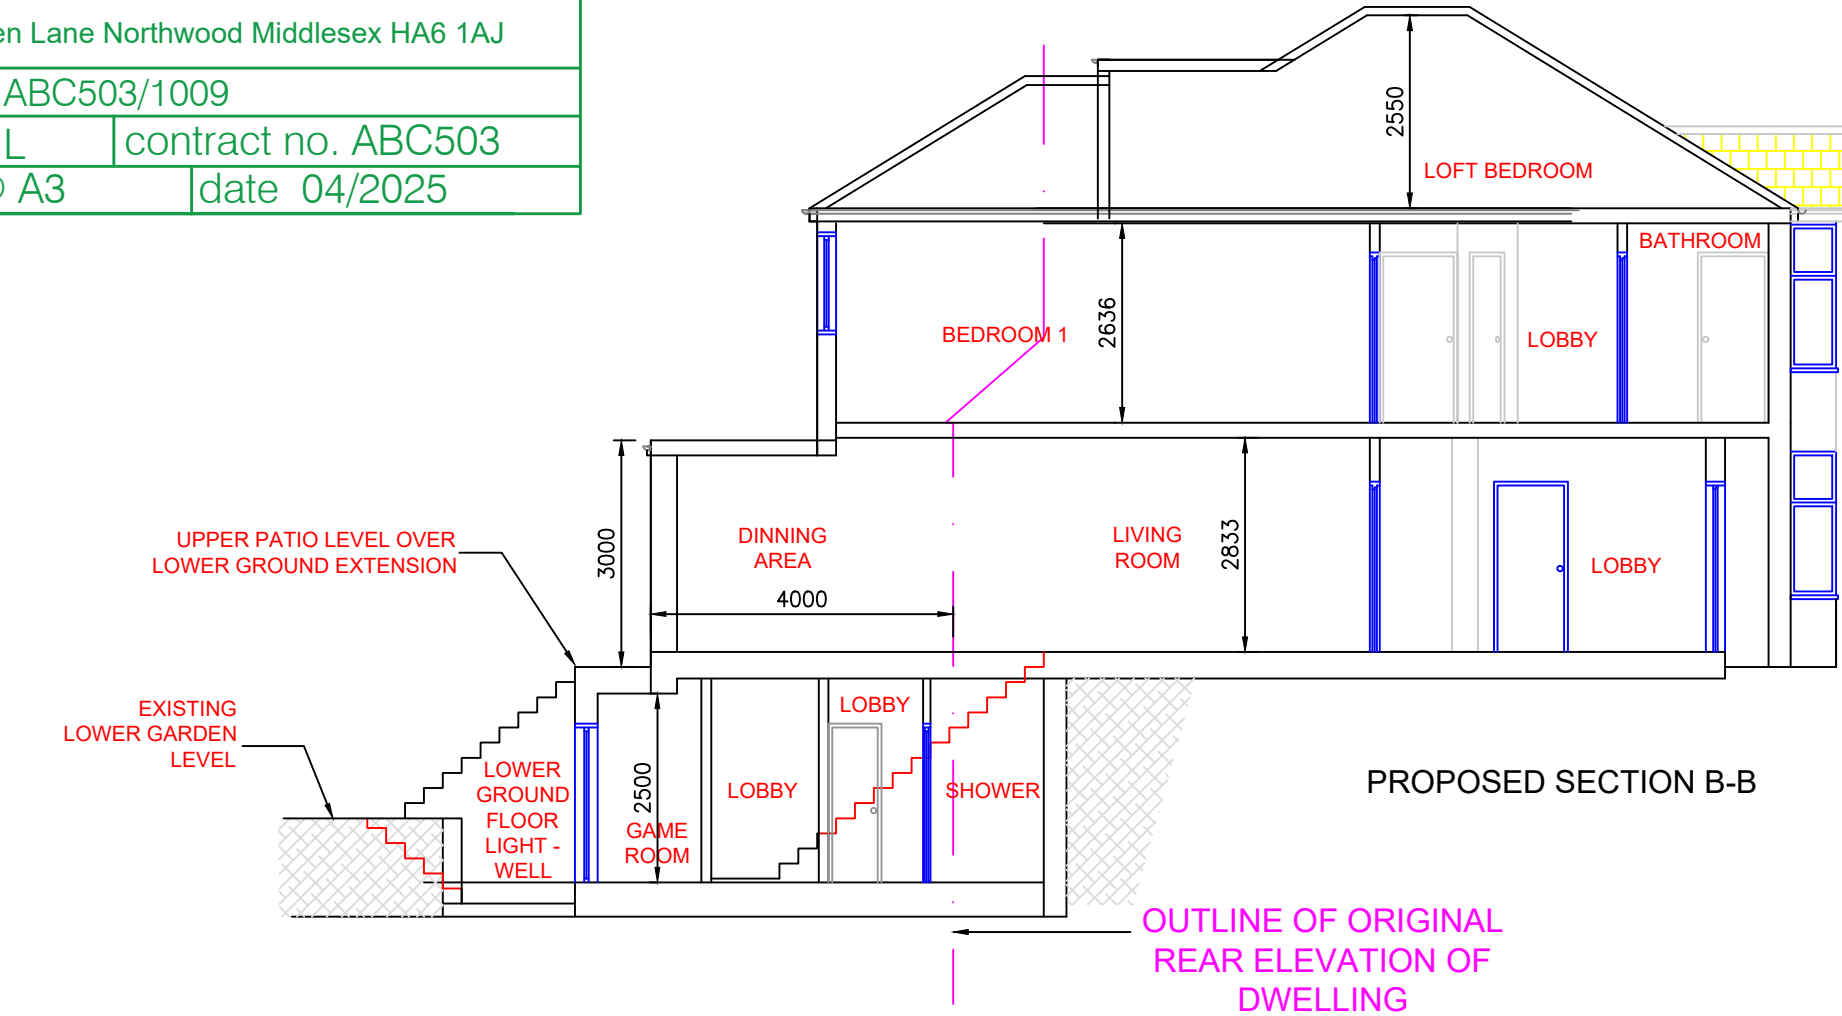 Lane Northwood Middlesex HA6 1AJ
ABC503/1009
L
contract no. ABC503
A3
date 04/2025
2550
LOFT BEDROOM
BATHROOM
2636
BEDROOM 1
LOBBY
3000
UPPER PATIO LEVEL OVER
LOWER GROUND EXTENSION
DINNING
AREA
LIVING
ROOM
2833
LOBBY
4000
EXISTING
LOWER GARDEN
LEVEL
LOBBY
LOWER
GROUND
FLOOR
LIGHT -
WELL
2500
GAME
ROOM
LOBBY
SHOWER
PROPOSED SECTION B-B
OUTLINE OF ORIGINAL
REAR ELEVATION OF
DWELLING